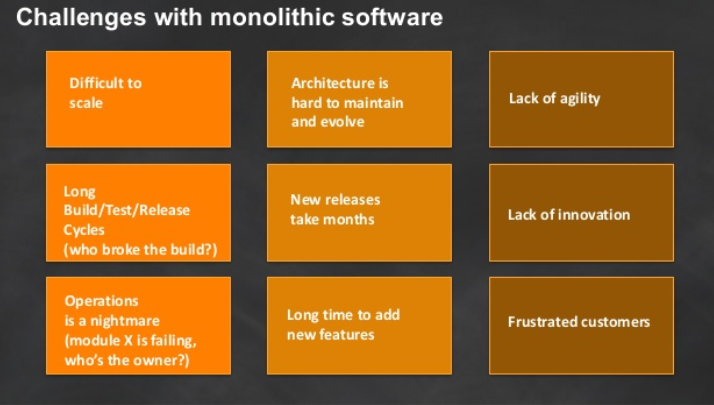 Challenges with monolithic software
Difficult to
scale
Architecture is
hard to maintain
and evolve
Lack of agility
Long
Build/Test/Release
Cycles
(who broke the build?)
New releases
take months
Lack of innovation
Operations
is a nightmare
(module X is failing,
who's the owner?)
Long time to add
new features
Frustrated customers